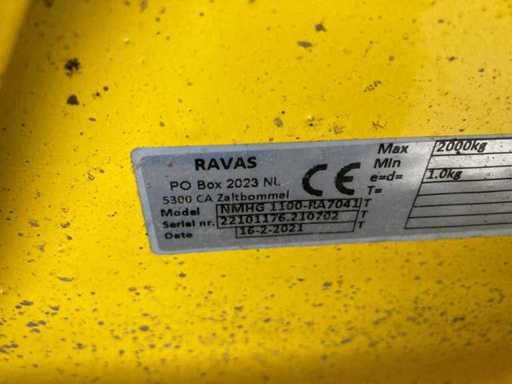 RAVAS
PO Box 2023 NL
5300 CA Zaltbommel
Model NMHG 1100-RA7041 T
Serial nr. 22101176.210702 T
Date 16-2-2021 T
CE
Max 2000kg
Min
e=d= 1.0kg
T=